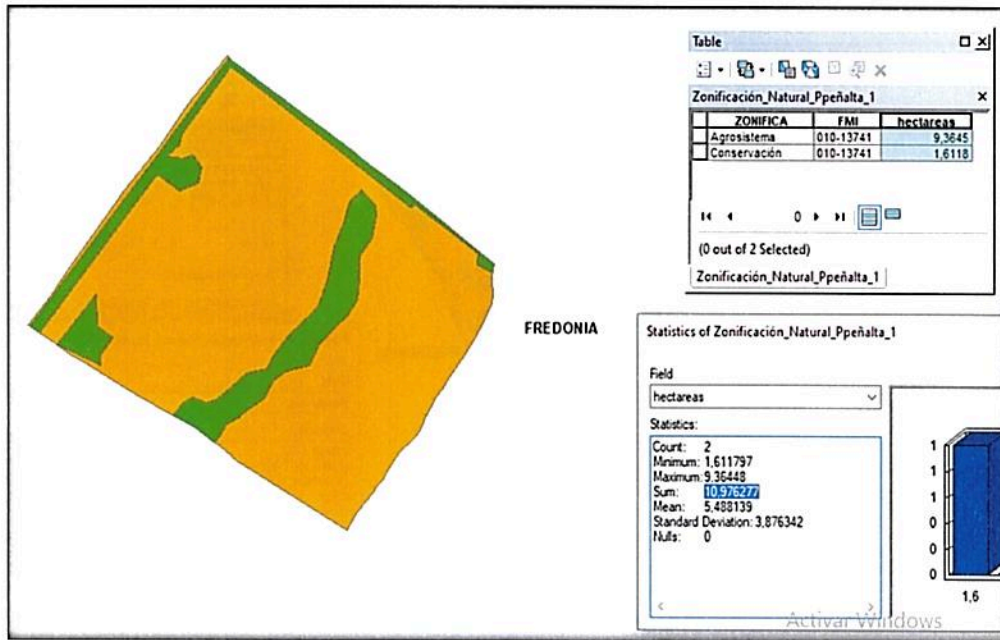 FREDONIA
Table
Zonificación_Natural_Ppeñalta_1
ZONIFICA FMI hectareas
Agrosistema 010-13741 9,3645
Conservación 010-13741 1,6118
0
(0 out of 2 Selected)
Zonificación_Natural_Ppeñalta_1
Statistics of Zonificación_Natural_Ppeñalta_1
Field
hectareas
Statistics:
Count: 2
Minimum: 1,611797
Maximum: 9,36448
Sum: 10,976277
Mean: 5,488139
Standard Deviation: 3,876342
Nulls: 0
1
1
1
0
0
0
1,6
Activar Windows